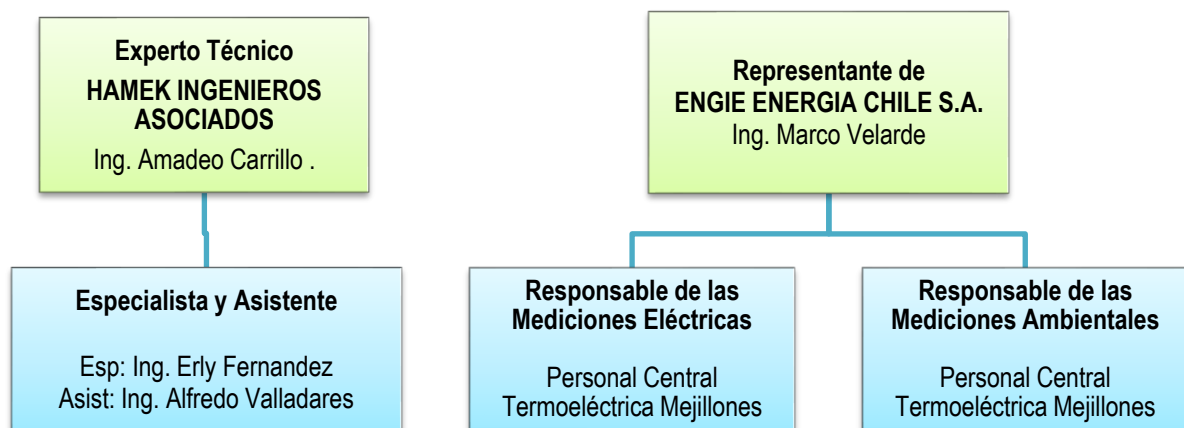 Experto Técnico
HAMEK INGENIEROS
ASOCIADOS
Ing. Amadeo Carrillo .
Representante de
ENGIE ENERGIA CHILE S.A.
Ing. Marco Velarde
Especialista y Asistente
Esp: Ing. Erly Fernandez
Asist: Ing. Alfredo Valladares
Responsable de las
Mediciones Eléctricas
Personal Central
Termoeléctrica Mejillones
Responsable de las
Mediciones Ambientales
Personal Central
Termoeléctrica Mejillones